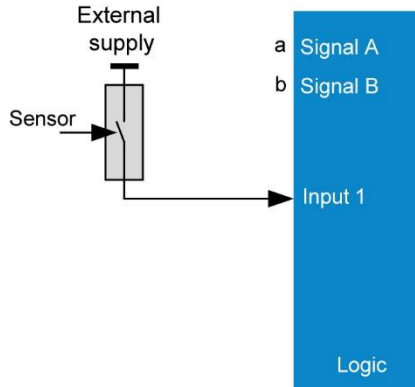 External
supply
Sensor
a Signal A
b Signal B
Input 1
Logic